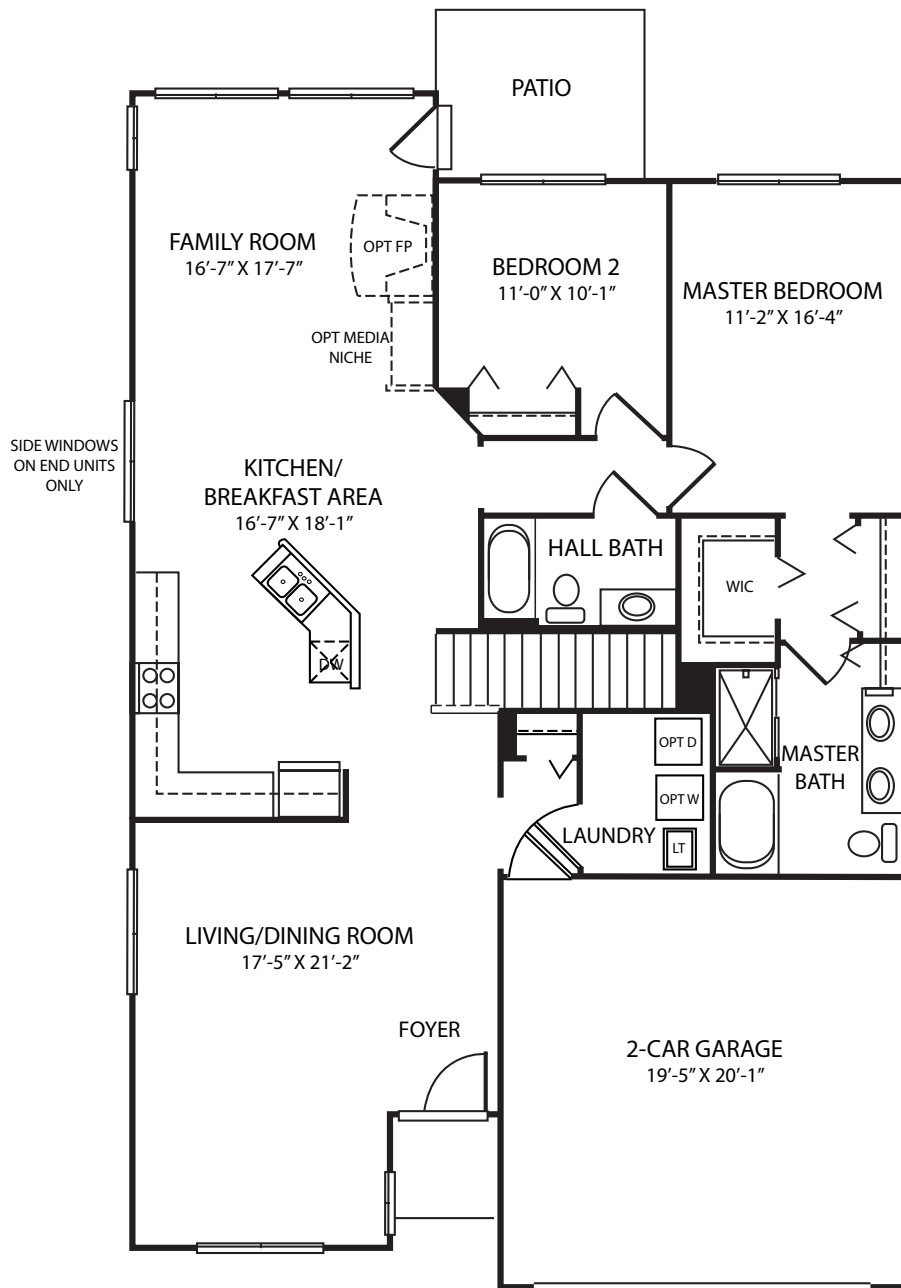 PATIO
FAMILY ROOM
16’-7” X 17’-7”
OPT FP
BEDROOM 2
11’-0” X 10’-1”
MASTER BEDROOM
11’-2” X 16’-4”
OPT MEDIA
NICHE
SIDE WINDOWS
ON END UNITS
ONLY
KITCHEN/
BREAKFAST AREA
16’-7” X 18’-1”
HALL BATH
WIC
DW
OPT D
OPT W
LT
LAUNDRY
MASTER
BATH
LIVING/DINING ROOM
17’-5” X 21’-2”
FOYER
2-CAR GARAGE
19’-5” X 20’-1”